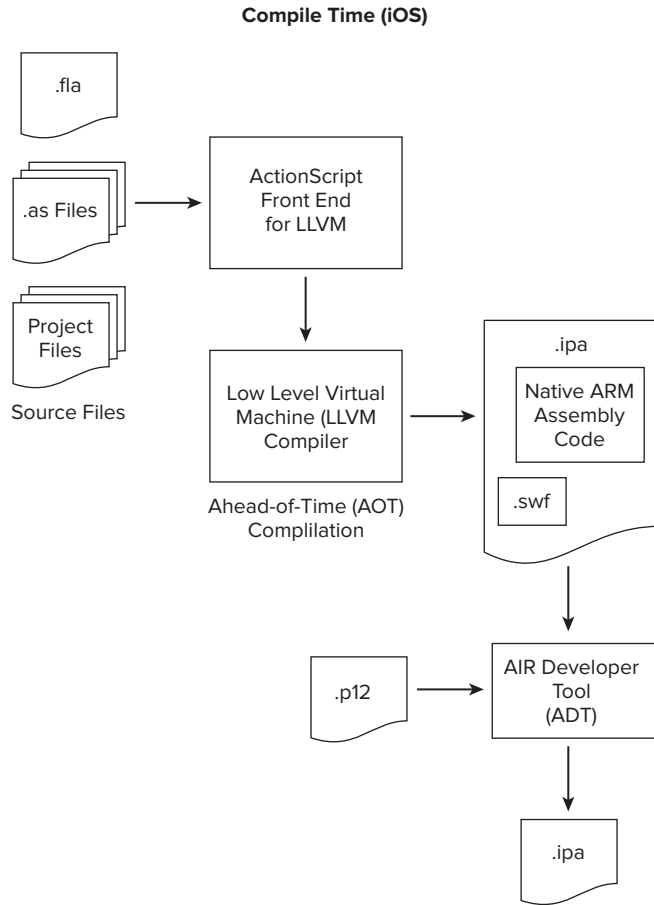 Compile Time (iOS)
.fla
.as Files
Project
Files
Source Files
ActionScript
Front End
for LLVM
Low Level Virtual
Machine (LLVM
Compiler
Ahead-of-Time (AOT)
Complilation
.ipa
Native ARM
Assembly
Code
.swf
.p12
AIR Developer
Tool
(ADT)
.ipa